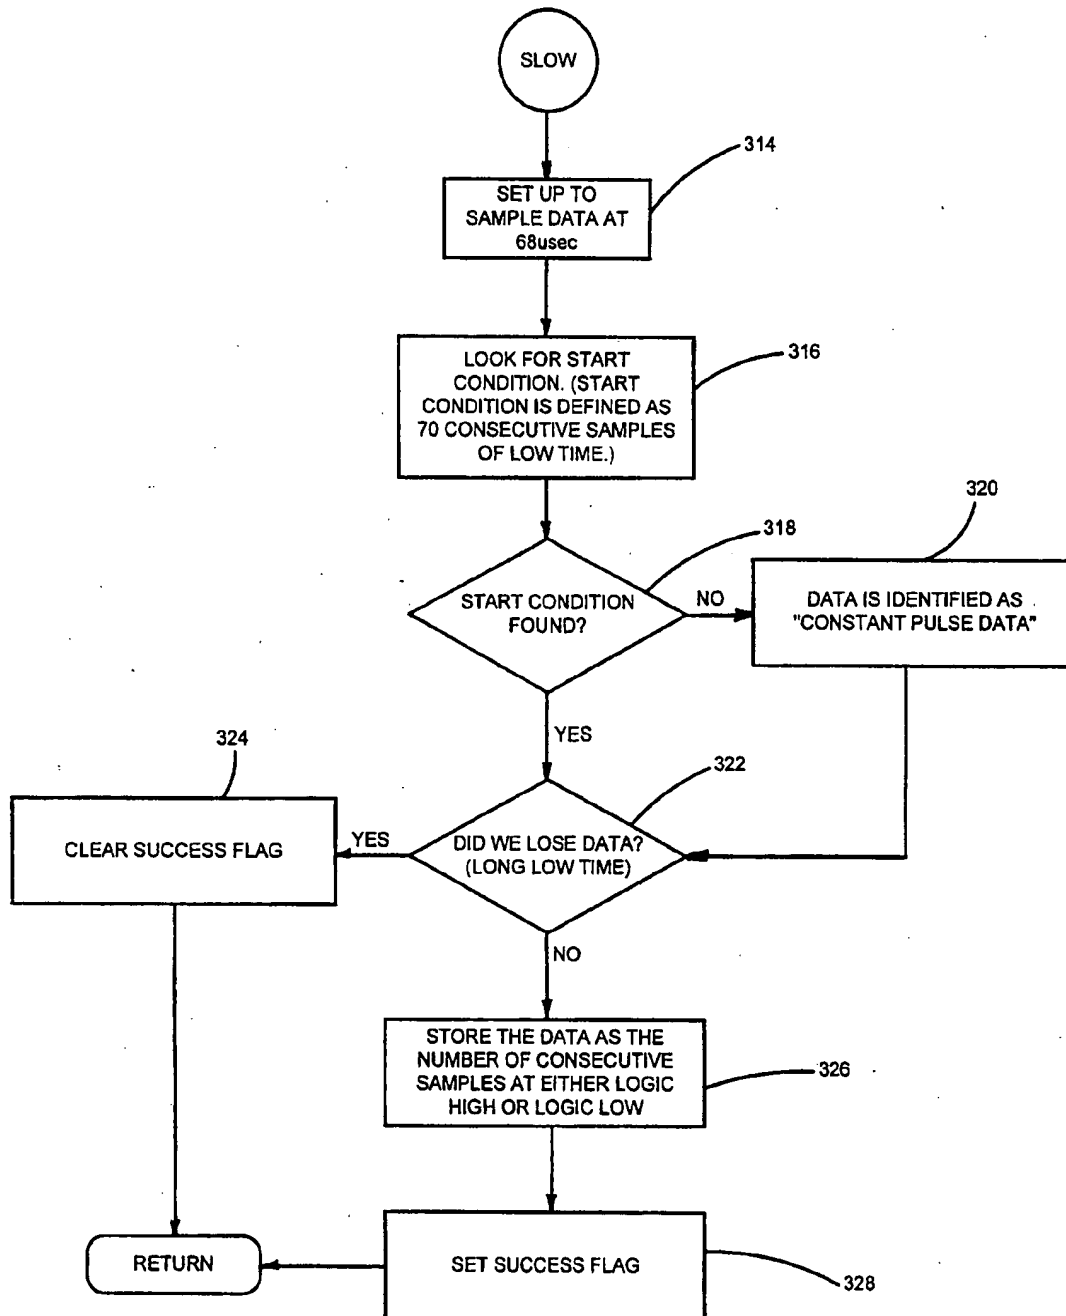 SLOW
314
SET UP TO
SAMPLE DATA AT
68usec
316
LOOK FOR START
CONDITION. (START
CONDITION IS DEFINED AS
70 CONSECUTIVE SAMPLES
OF LOW TIME.)
318
START CONDITION
FOUND?
NO
320
DATA IS IDENTIFIED AS
"CONSTANT PULSE DATA"
YES
322
DID WE LOSE DATA?
(LONG LOW TIME)
YES
324
CLEAR SUCCESS FLAG
NO
STORE THE DATA AS THE
NUMBER OF CONSECUTIVE
SAMPLES AT EITHER LOGIC
HIGH OR LOGIC LOW
326
SET SUCCESS FLAG
328
RETURN